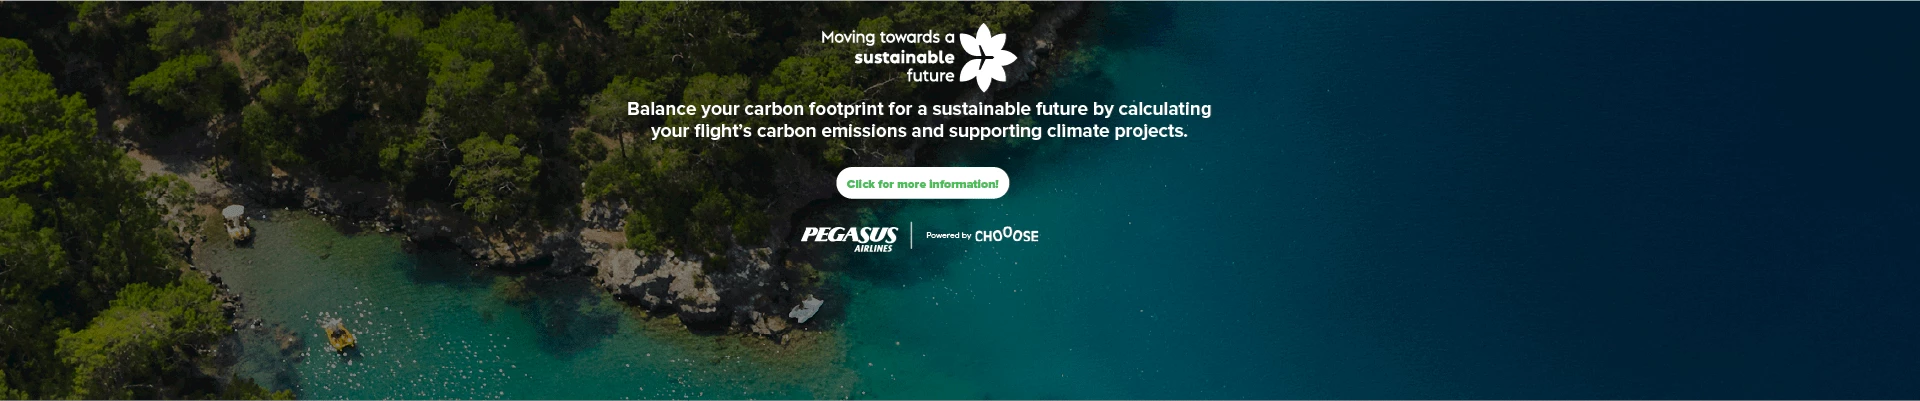 Moving towards a
sustainable
future
Balance your carbon footprint for a sustainable future by calculating
your flight’s carbon emissions and supporting climate projects.
Click for more information!
PEGASUS
AIRLINES
Powered by CHOOOSE